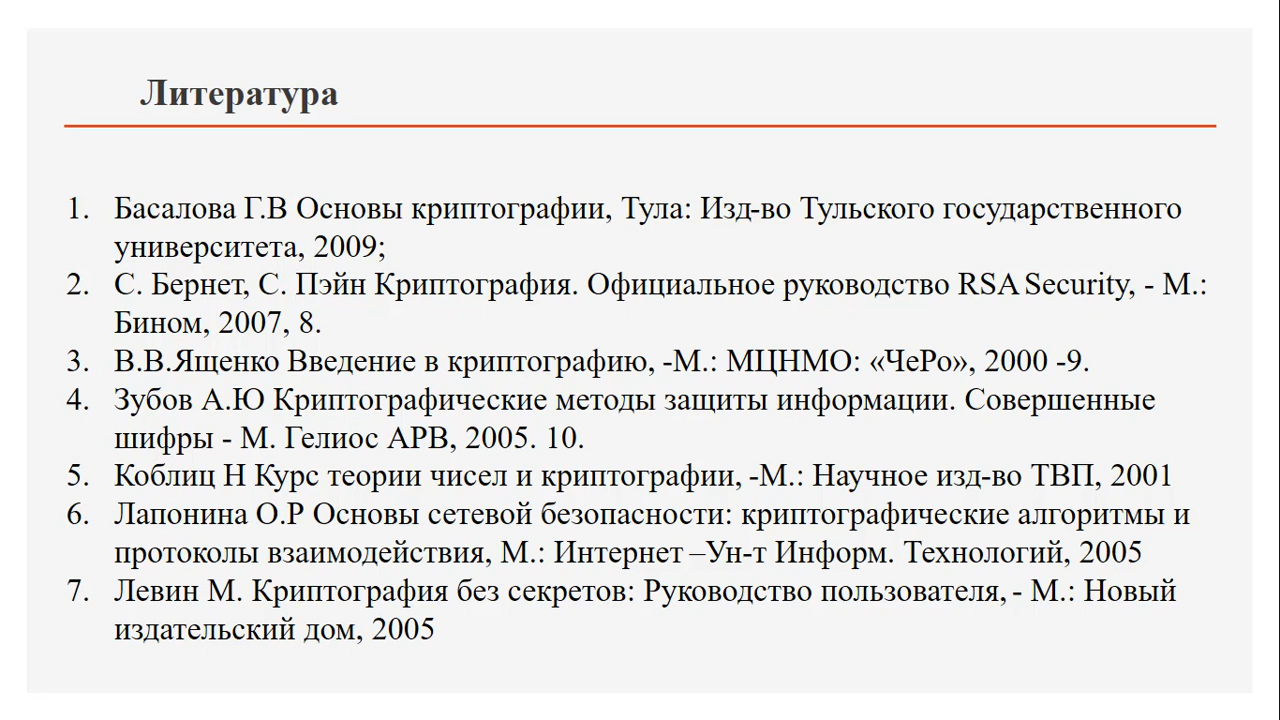 Литература
1. Басалова Г.В Основы криптографии, Тула: Изд-во Тульского государственного
университета, 2009;
2. С. Бернет, С. Пэйн Криптография. Официальное руководство RSA Security, - М.:
Бином, 2007, 8.
3. В.В.Ященко Введение в криптографию, -М.: МЦНМО: «ЧеРо», 2000 -9.
4. Зубов А.Ю Криптографические методы защиты информации. Совершенные
шифры - М. Гелиос АРВ, 2005. 10.
5. Коблиц Н Курс теории чисел и криптографии, -М.: Научное изд-во ТВП, 2001
6. Лапонина О.Р Основы сетевой безопасности: криптографические алгоритмы и
протоколы взаимодействия, М.: Интернет –Ун-т Информ. Технологий, 2005
7. Левин М. Криптография без секретов: Руководство пользователя, - М.: Новый
издательский дом, 2005